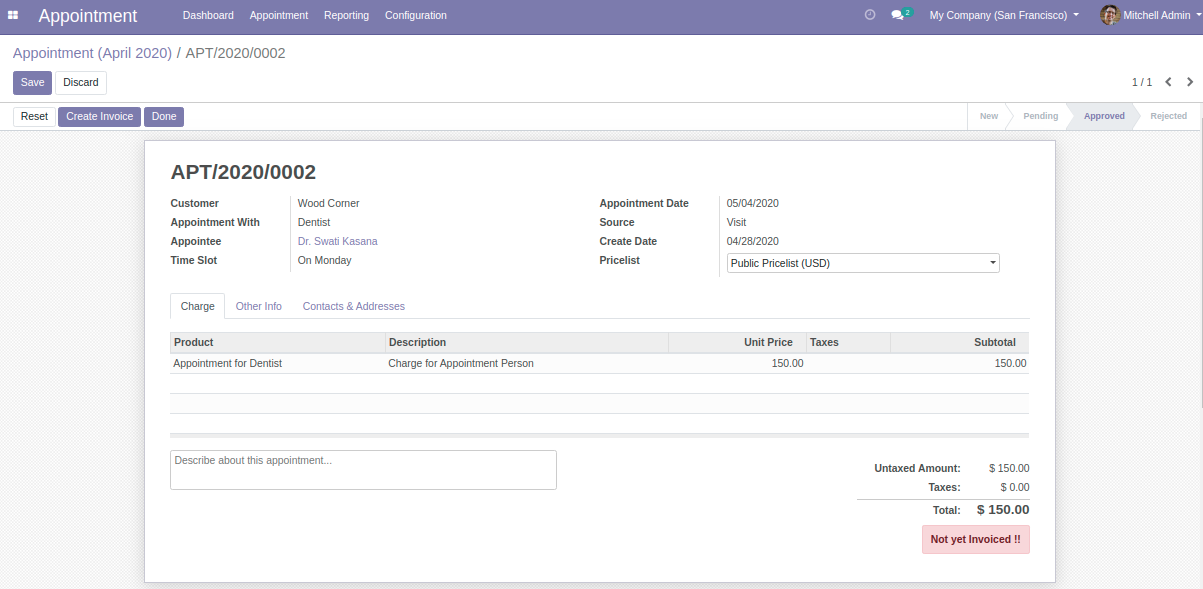 Appointment Dashboard Appointment Reporting Configuration 2 My Company (San Francisco) Mitchell Admin
Appointment (April 2020) / APT/2020/0002
Save Discard 1 / 1
Reset Create Invoice Done New Pending Approved Rejected
APT/2020/0002
Customer Wood Corner Appointment Date 05/04/2020
Appointment With Dentist Source Visit
Appointee Dr. Swati Kasana Create Date 04/28/2020
Time Slot On Monday Pricelist Public Pricelist (USD)
Charge Other Info Contacts & Addresses
Product Description Unit Price Taxes Subtotal
Appointment for Dentist Charge for Appointment Person 150.00 150.00
Describe about this appointment...
Untaxed Amount: $ 150.00
Taxes: $ 0.00
Total: $ 150.00
Not yet Invoiced !!